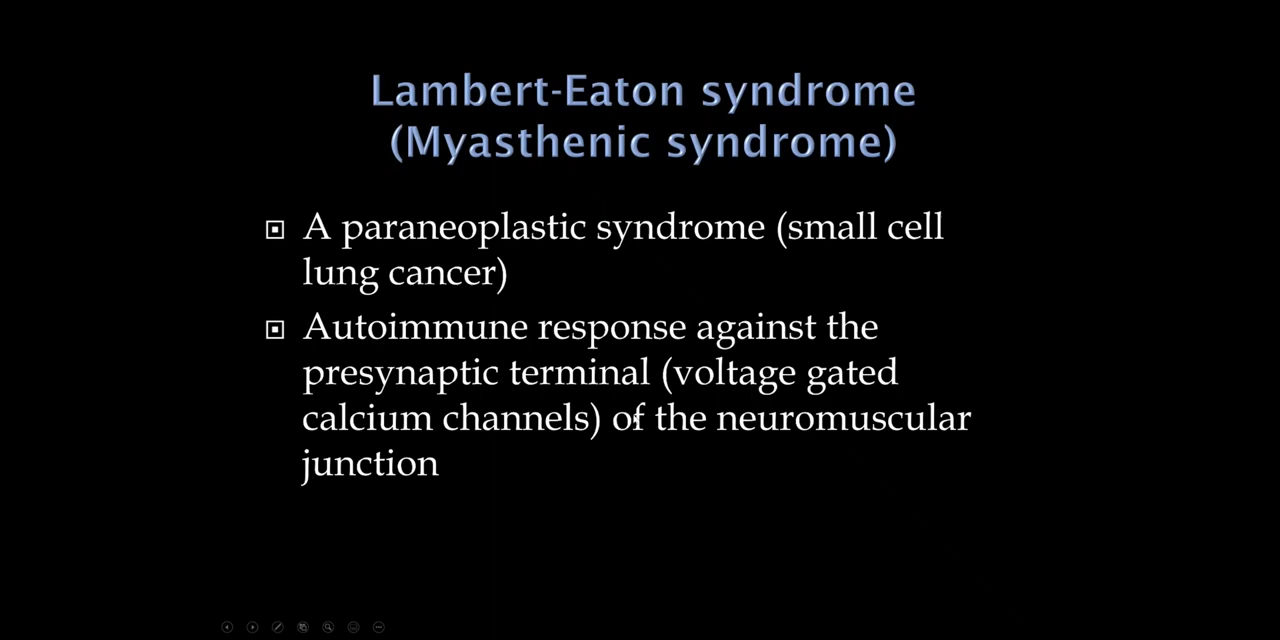 Lambert-Eaton syndrome
(Myasthenic syndrome)
A paraneoplastic syndrome (small cell
lung cancer)
Autoimmune response against the
presynaptic terminal (voltage gated
calcium channels) of the neuromuscular
junction